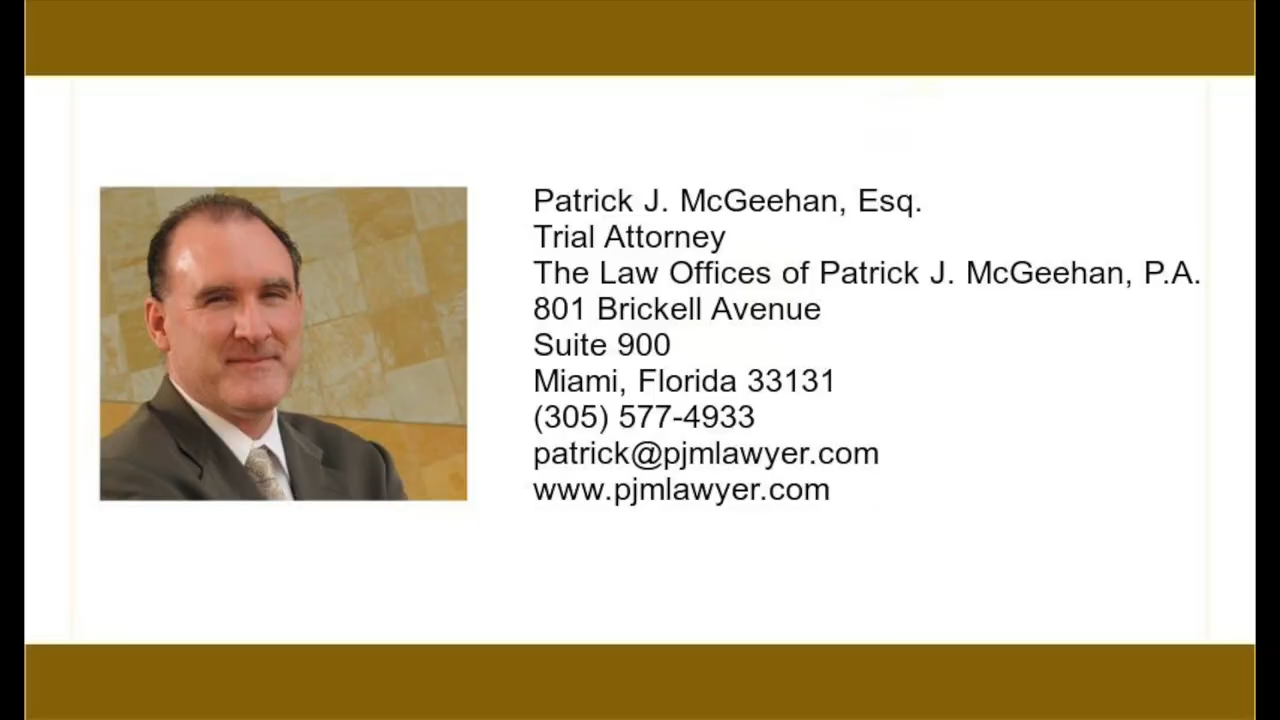 Patrick J. McGeehan, Esq.
Trial Attorney
The Law Offices of Patrick J. McGeehan, P.A.
801 Brickell Avenue
Suite 900
Miami, Florida 33131
(305) 577-4933
patrick@pjmlawyer.com
www.pjmlawyer.com